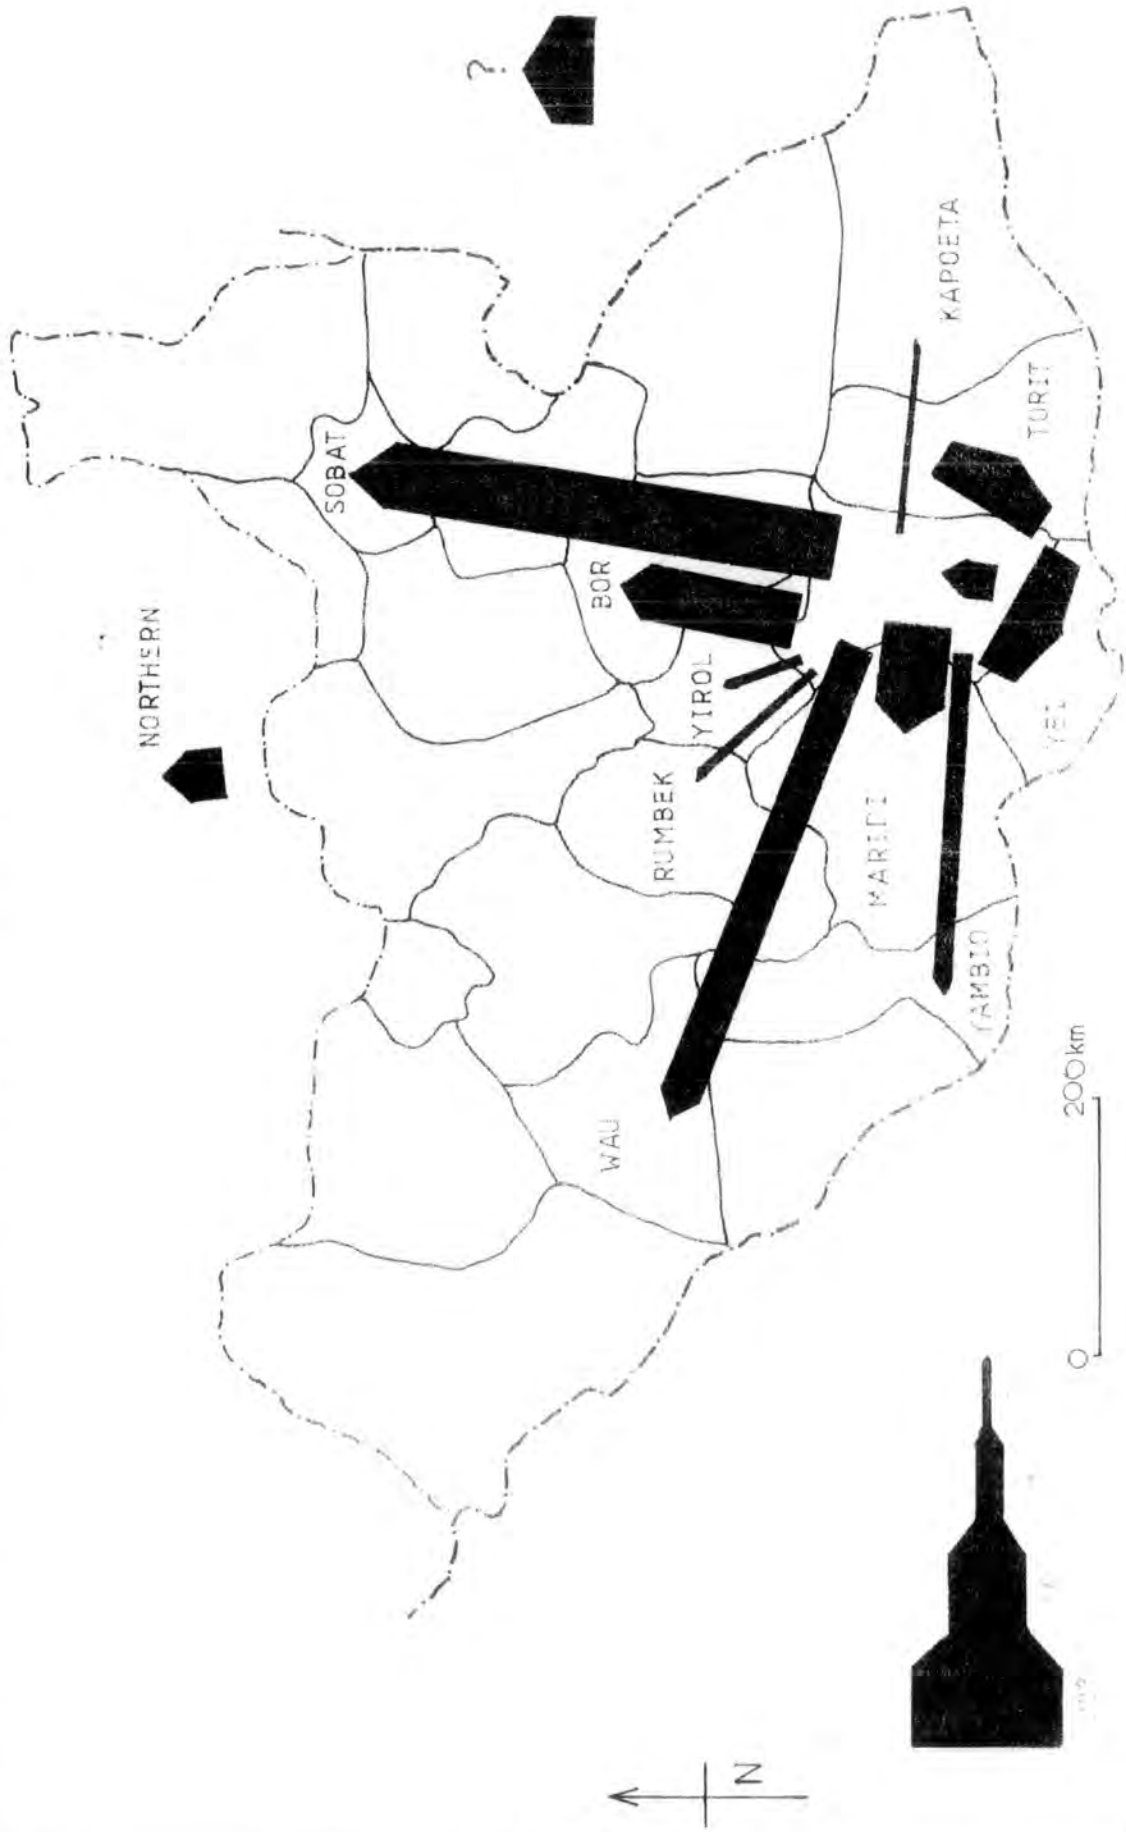 NORTHERN
?
SOBAT
BOR
YIROL
RUMBEK
WAU
KAPOETA
TORIT
MARIDI
YEI
YAMBIO
0 200km
N